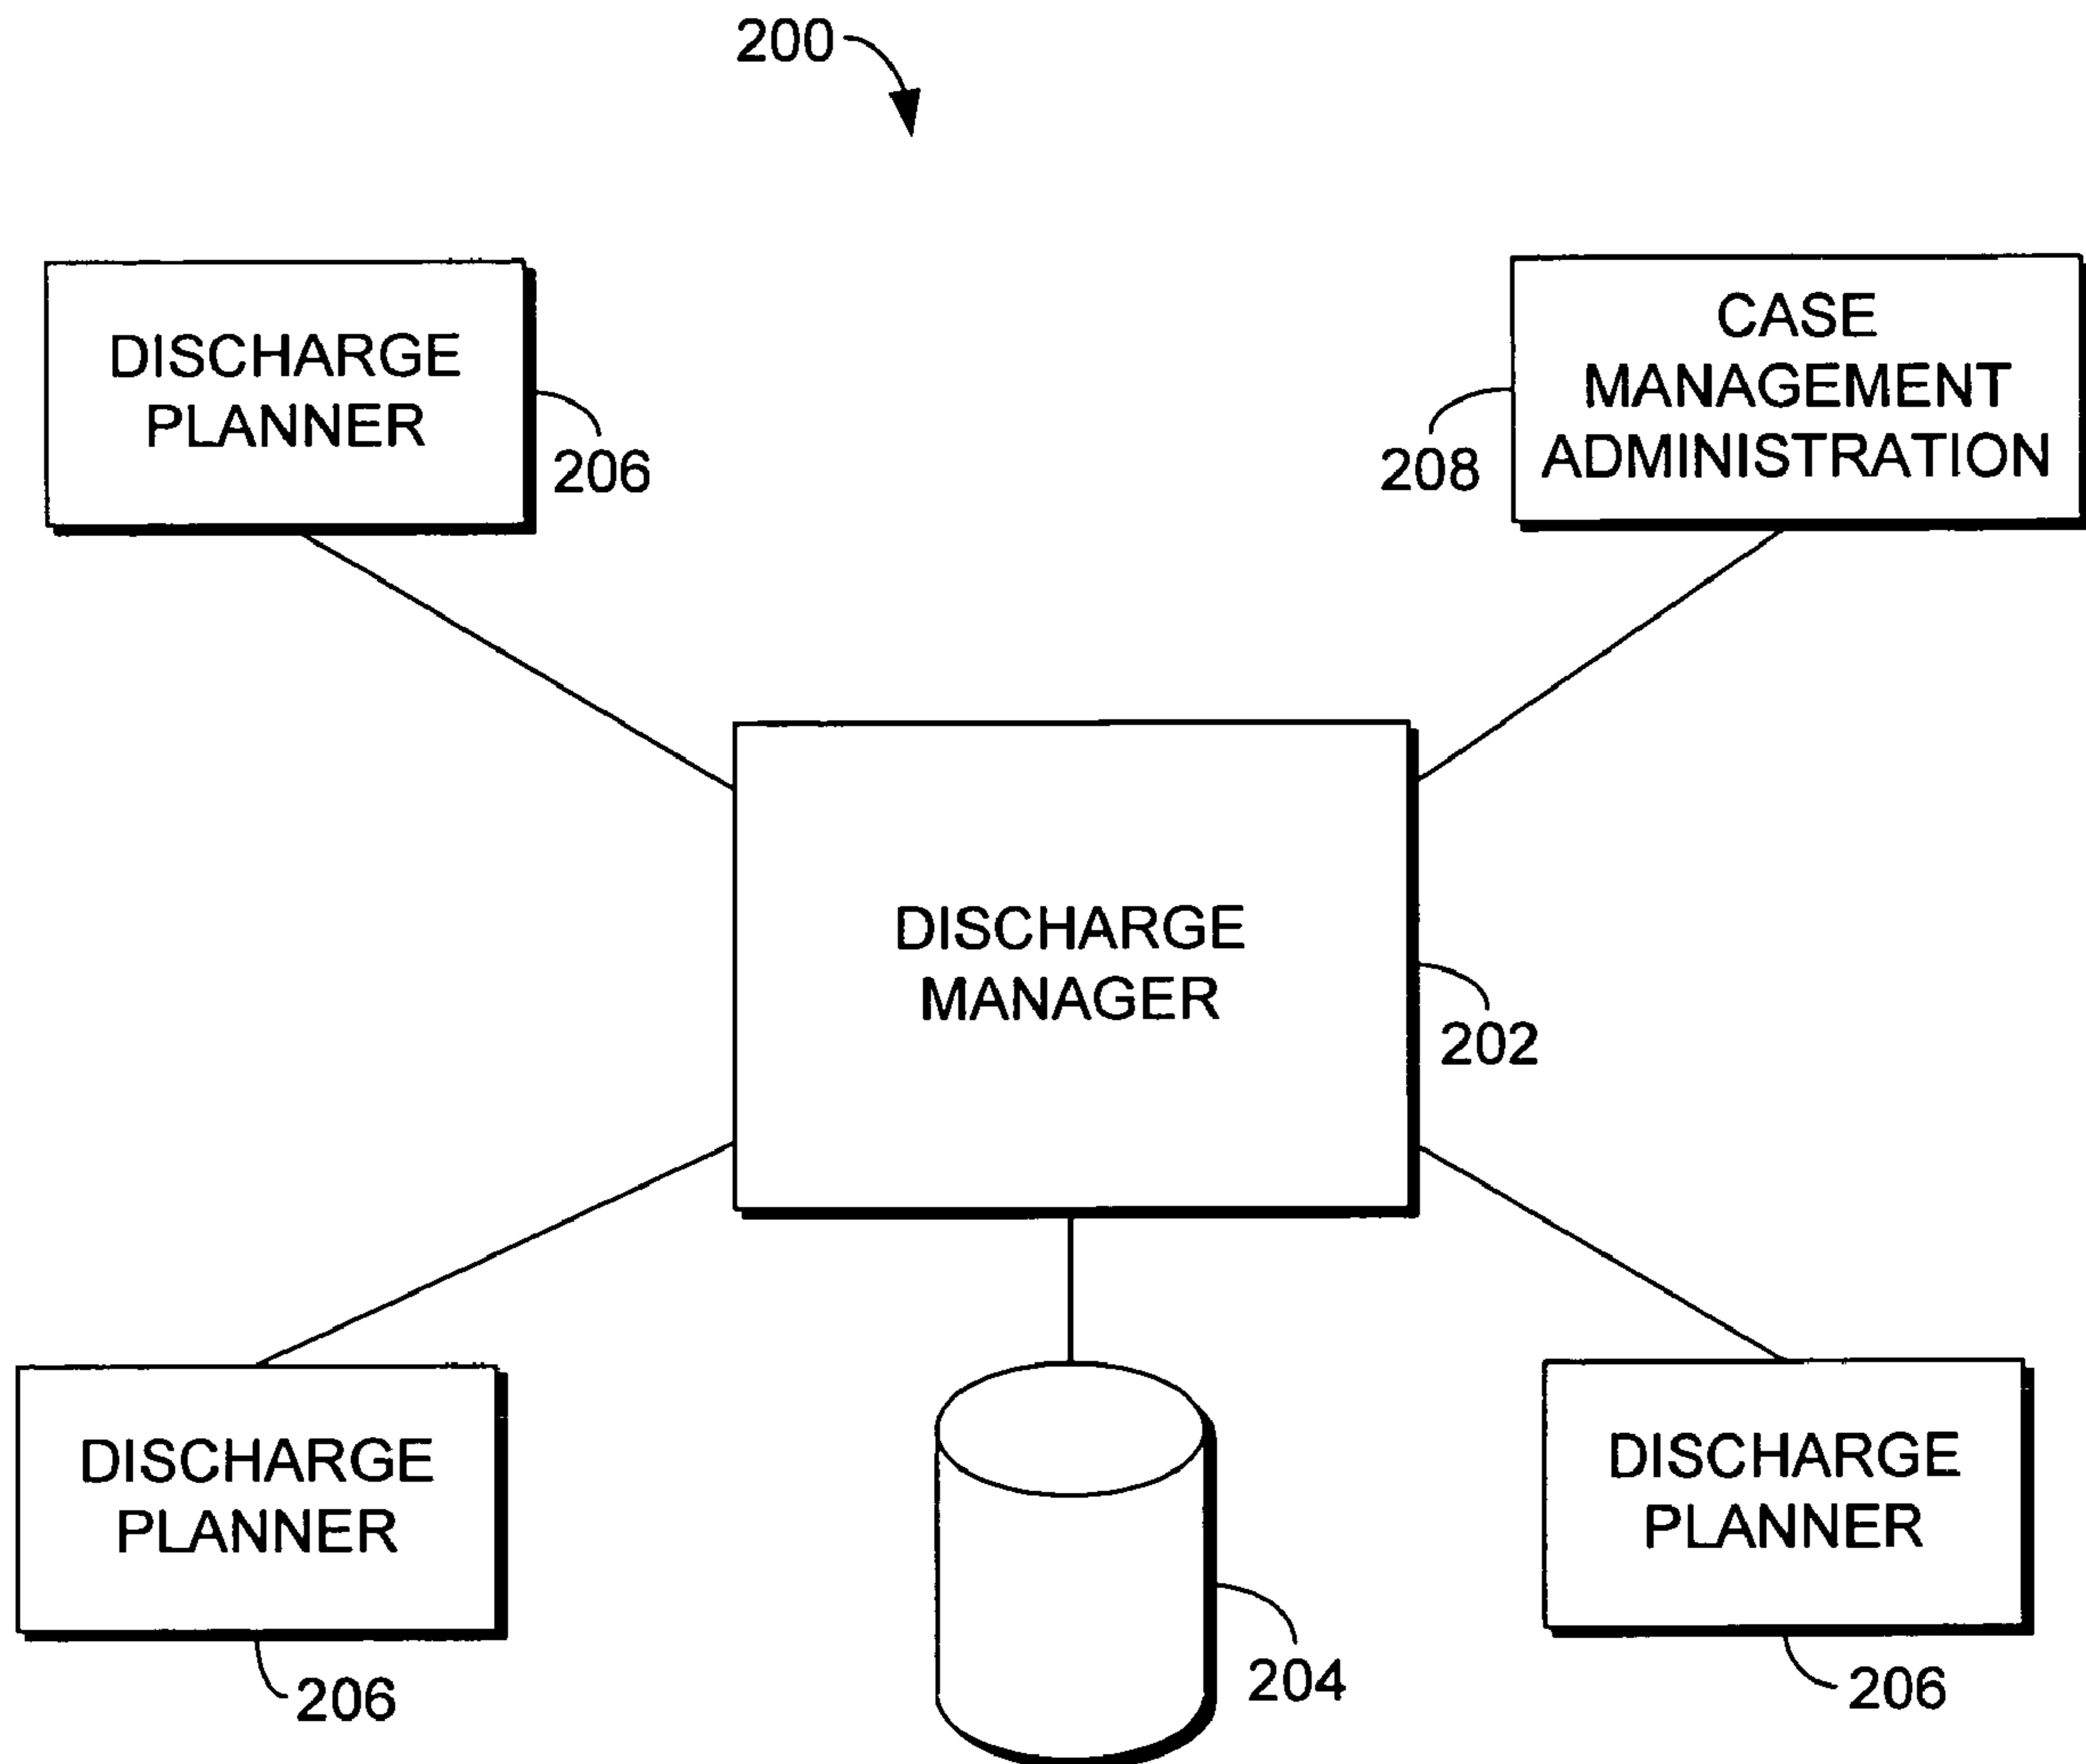 200
DISCHARGE
PLANNER
206
CASE
MANAGEMENT
ADMINISTRATION
208
DISCHARGE
MANAGER
202
DISCHARGE
PLANNER
206
204
DISCHARGE
PLANNER
206